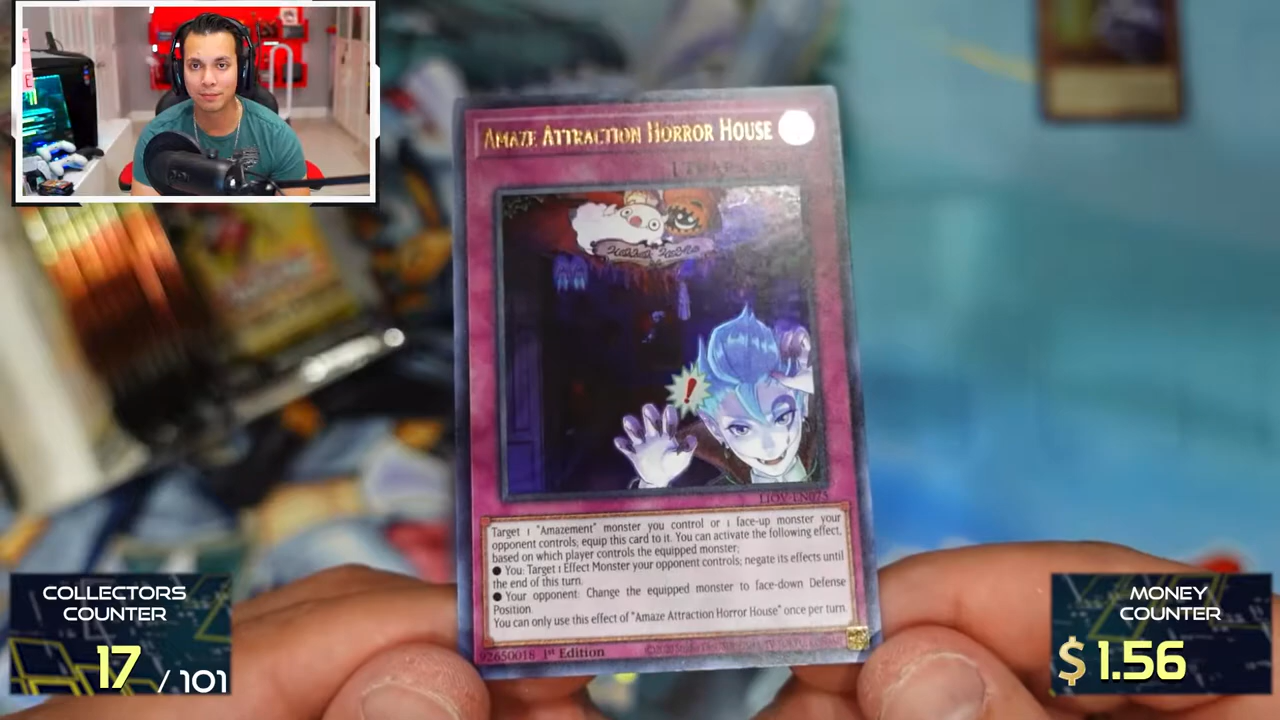 AMAZE ATTRACTION HORROR HOUSE
LIOV-EN075
Target 1 "Amazement" monster you control or 1 face-up monster your
opponent controls; equip this card to it. You can activate the following effect,
based on which player controls the equipped monster;
● You: Target 1 Effect Monster your opponent controls; negate its effects until
the end of this turn.
● Your opponent: Change the equipped monster to face-down Defense
Position.
You can only use this effect of "Amaze Attraction Horror House" once per turn.
92650018 1st Edition
COLLECTORS
COUNTER
17 / 101
MONEY
COUNTER
$ 1.56